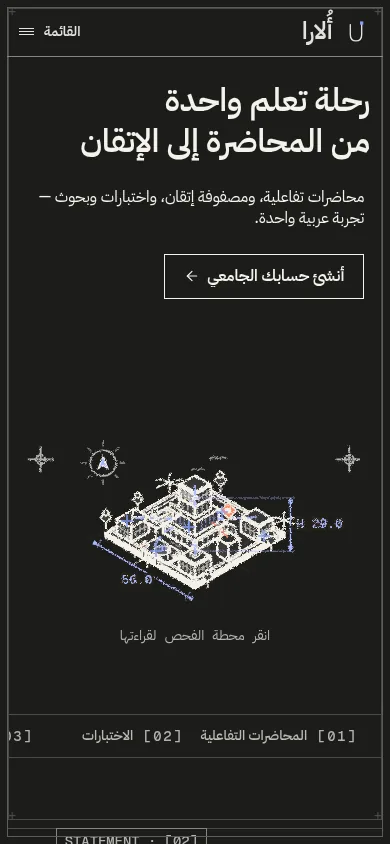 أُلارا
القائمة
رحلة تعلم واحدة
من المحاضرة إلى الإتقان
محاضرات تفاعلية، ومصفوفة إتقان، واختبارات وبحوث —
تجربة عربية واحدة.
أنشئ حسابك الجامعي ←
H 29.0
56.0
انقر محطة الفحص لقراءتها
[01] المحاضرات التفاعلية [02] الاختبارات 03]
STATEMENT · [02]